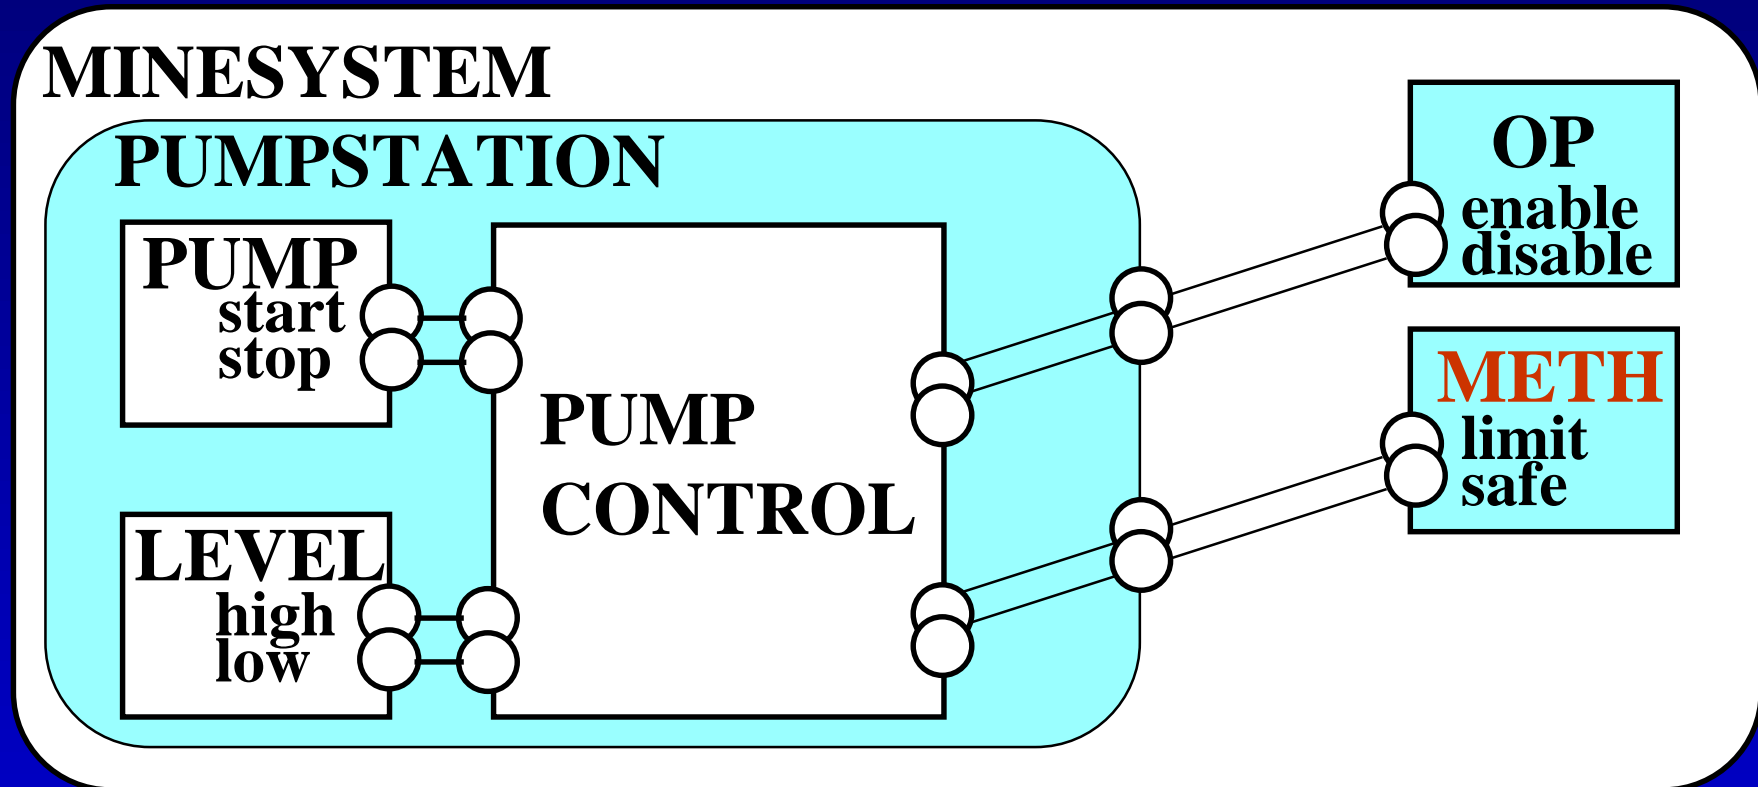 MINESYSTEM
PUMPSTATION
PUMP
start
stop
LEVEL
high
low
PUMP
CONTROL
OP
enable
disable
METH
limit
safe